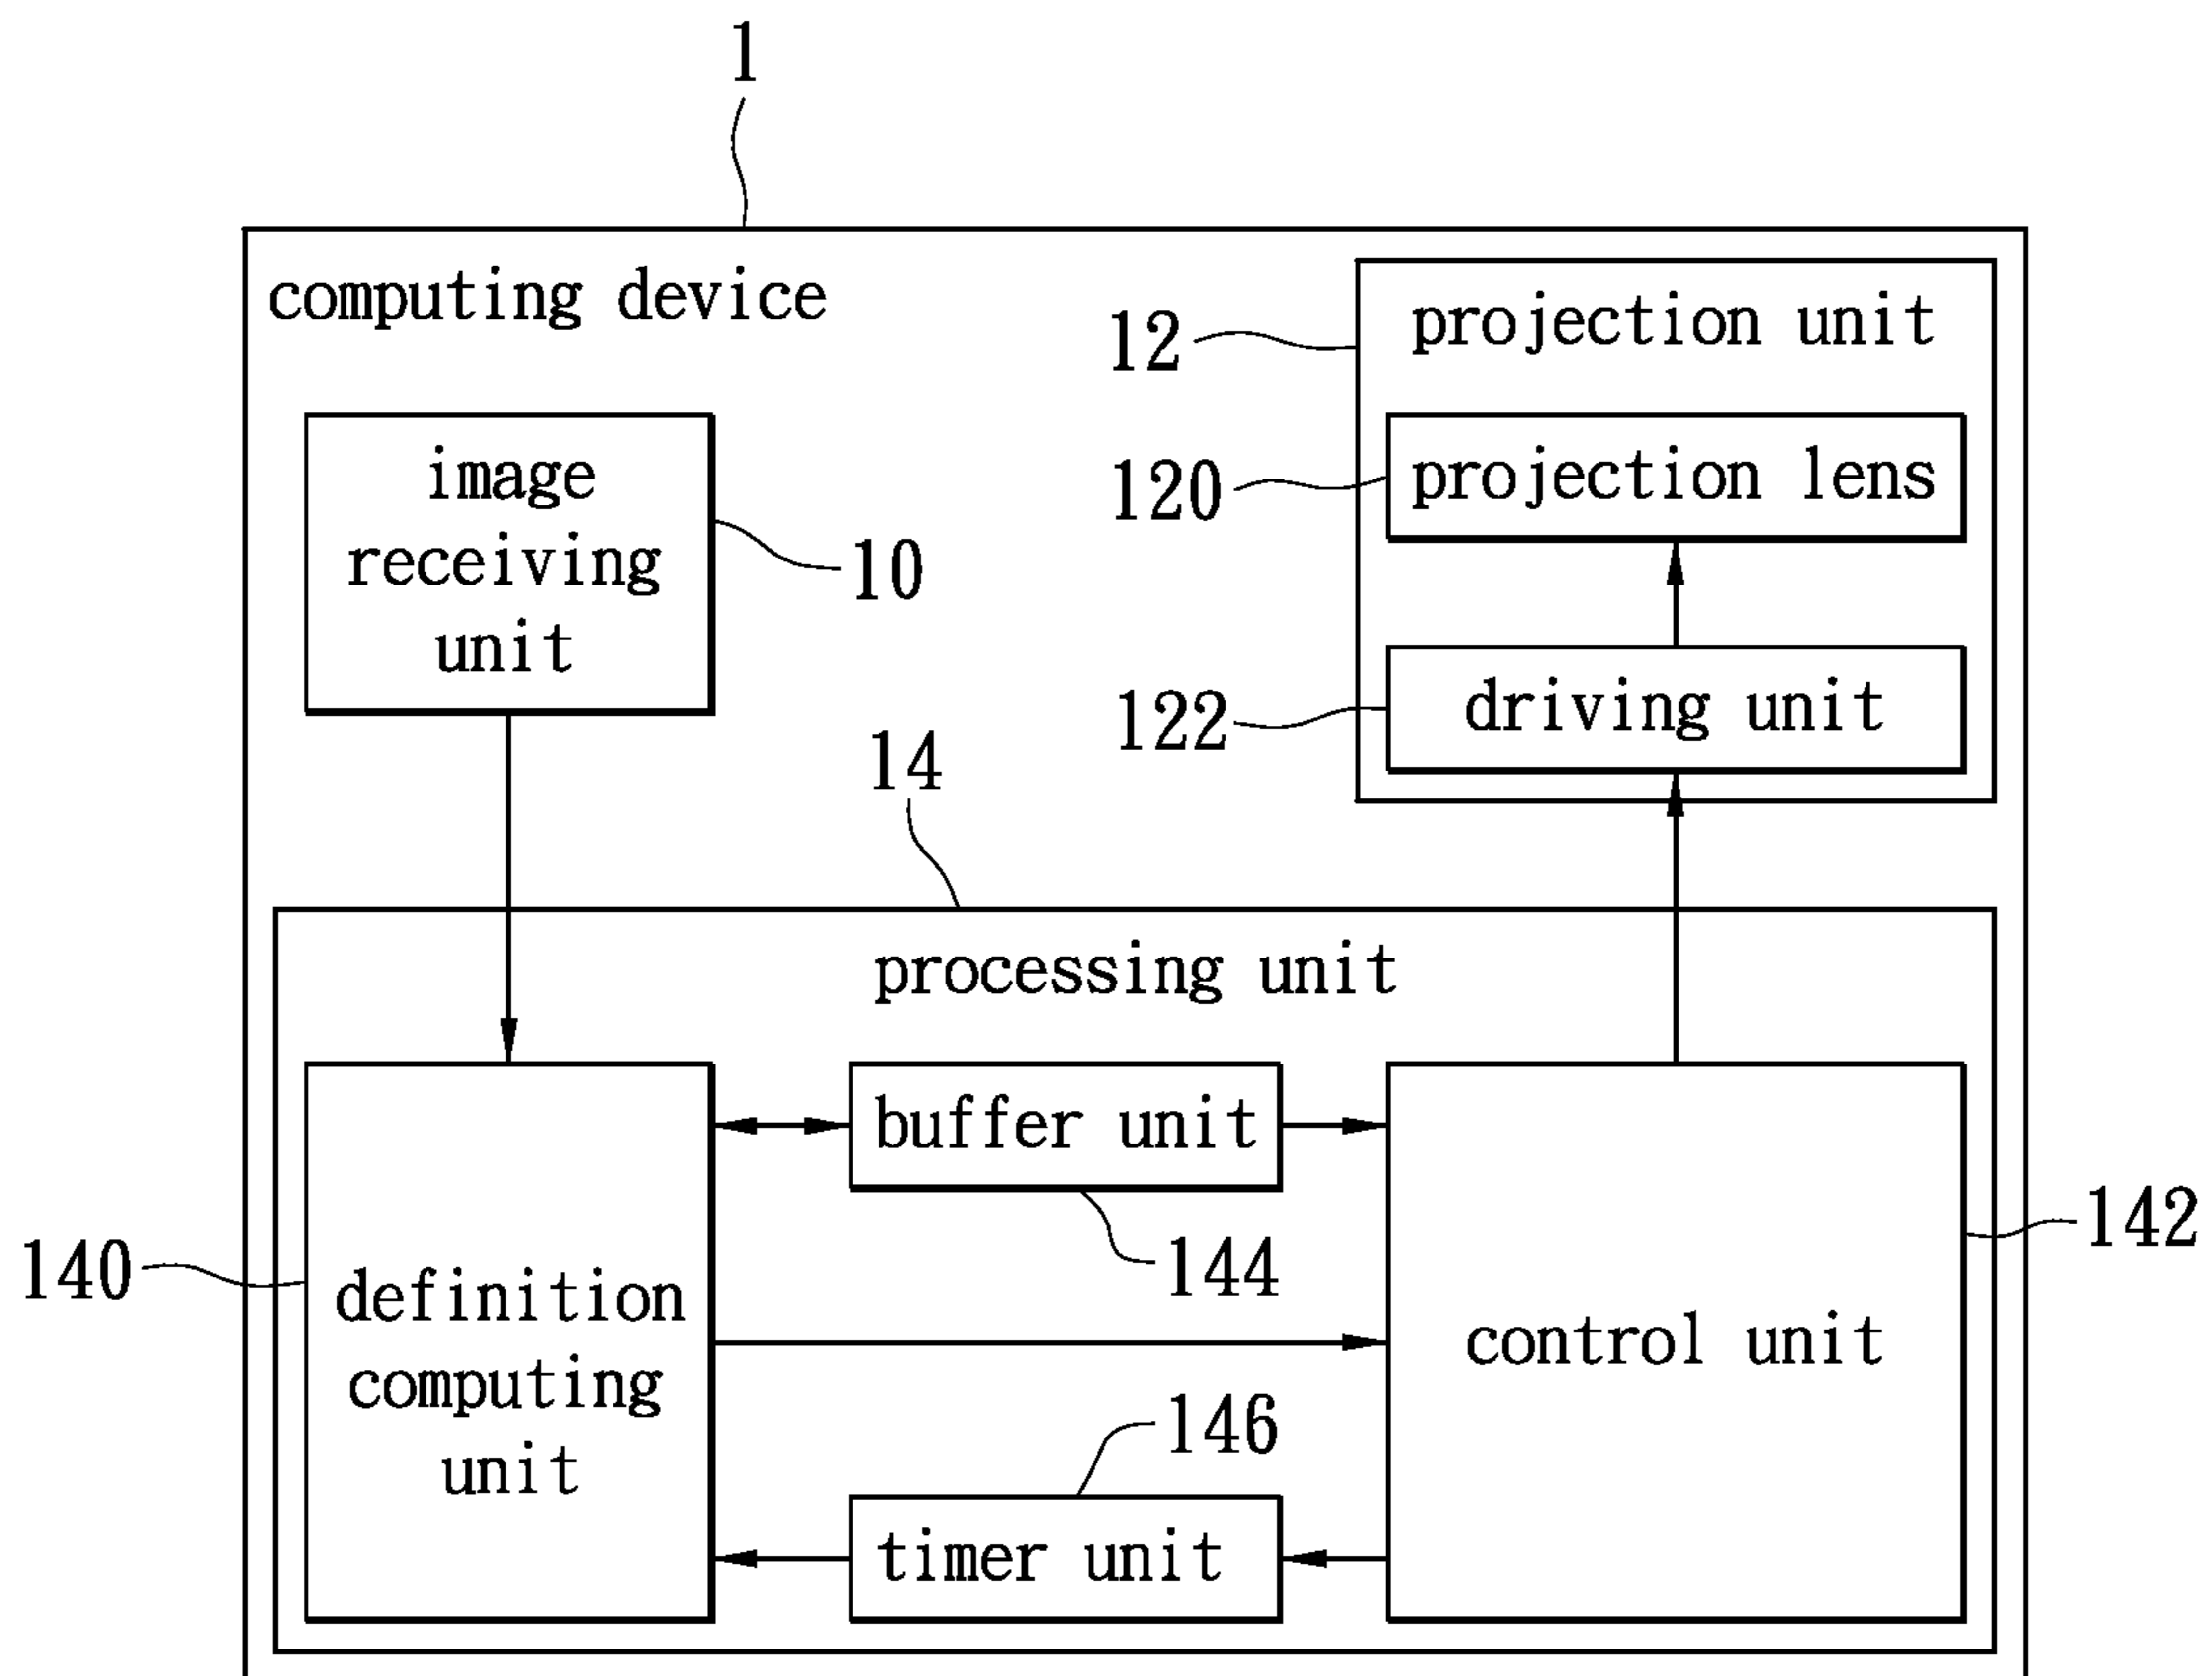 1
computing device
12
projection unit
image
receiving
unit
10
120
projection lens
122
driving unit
14
processing unit
buffer unit
144
140
definition
computing
unit
142
control unit
146
timer unit